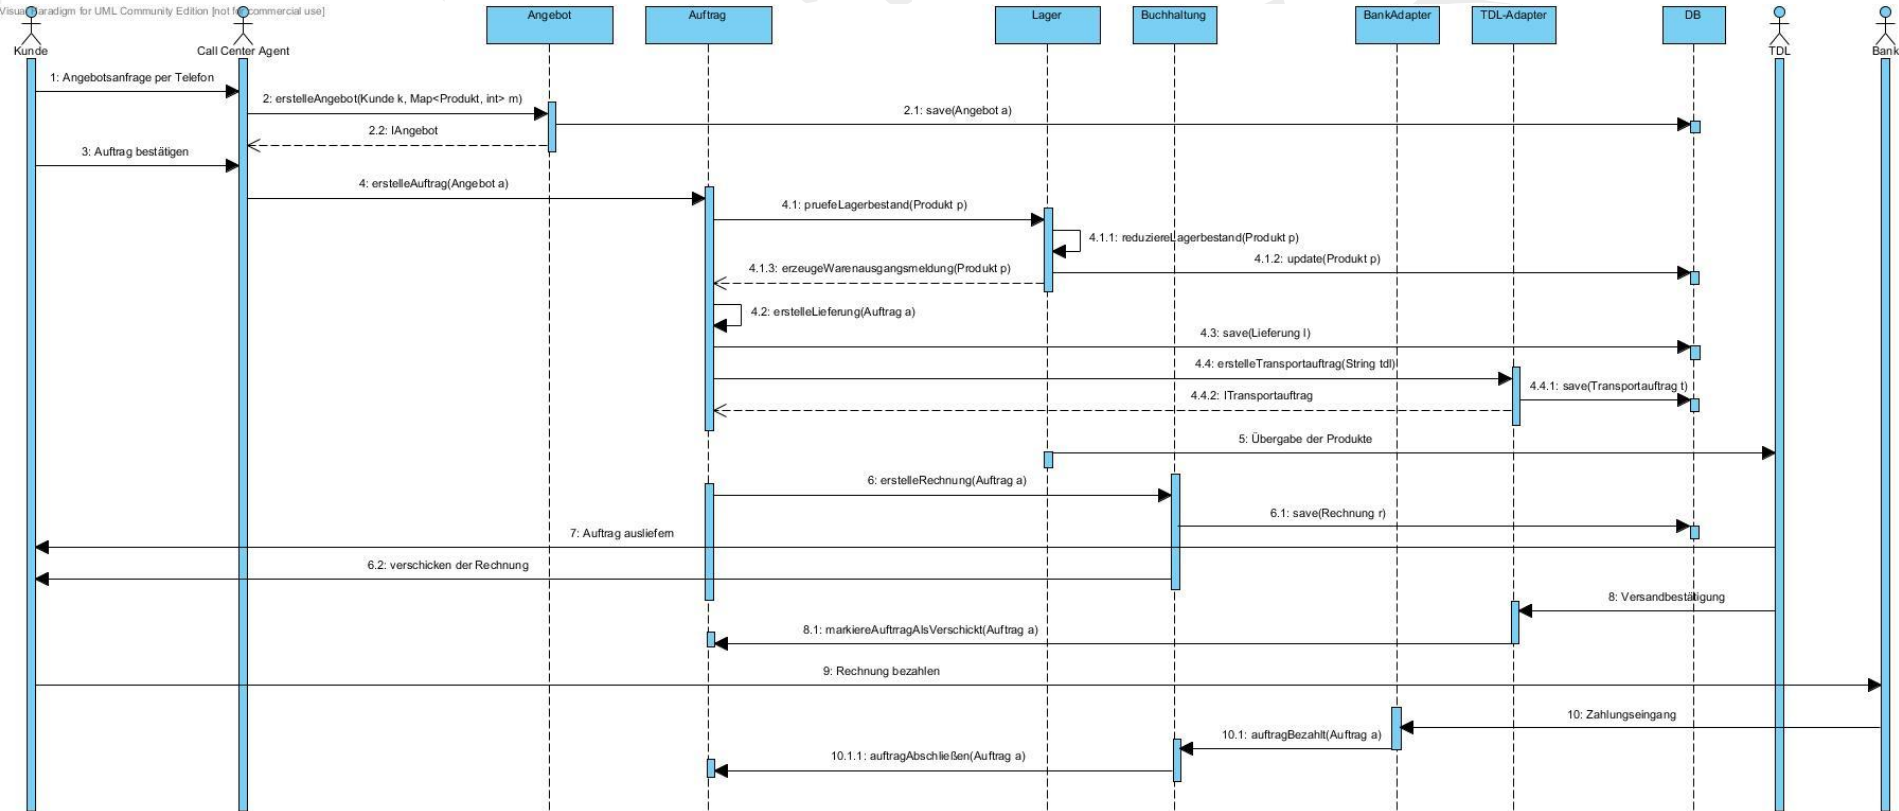 Visual Paradigm for UML Community Edition [not for commercial use]
Kunde
Call Center Agent
Angebot
Auftrag
Lager
Buchhaltung
BankAdapter
TDL-Adapter
DB
TDL
Bank
1: Angebotsanfrage per Telefon
2: erstelleAngebot(Kunde k, Map<Produkt, int> m)
2.1: save(Angebot a)
2.2: IAngebot
3: Auftrag bestätigen
4: erstelleAuftrag(Angebot a)
4.1: pruefeLagerbestand(Produkt p)
4.1.1: reduziereLagerbestand(Produkt p)
4.1.2: update(Produkt p)
4.1.3: erzeugeWarenausgangsmeldung(Produkt p)
4.2: erstelleLieferung(Auftrag a)
4.3: save(Lieferung l)
4.4: erstelleTransportauftrag(String tdl)
4.4.1: save(Transportauftrag t)
4.4.2: ITransportauftrag
5: Übergabe der Produkte
6: erstelleRechnung(Auftrag a)
6.1: save(Rechnung r)
7: Auftrag ausliefern
6.2: verschicken der Rechnung
8: Versandbestätigung
8.1: markiereAuftrragAlsVerschickt(Auftrag a)
9: Rechnung bezahlen
10: Zahlungseingang
10.1: auftragBezahlt(Auftrag a)
10.1.1: auftragAbschließen(Auftrag a)